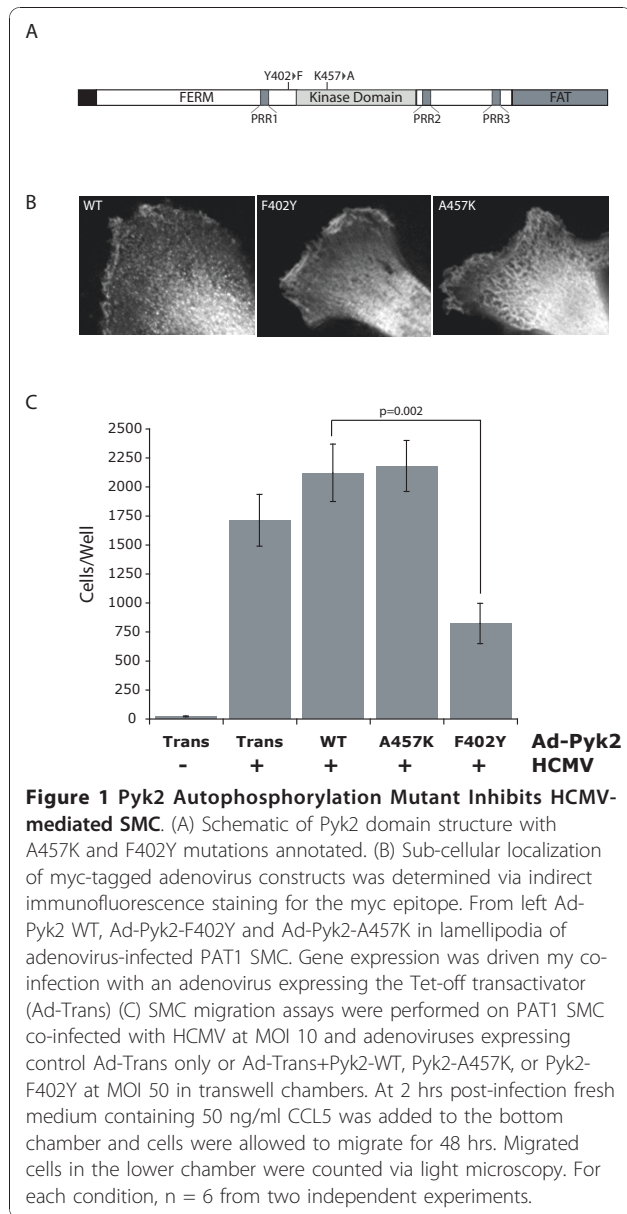 A
Y402▸F K457▸A
FERM Kinase Domain FAT
PRR1 PRR2 PRR3
B
WT F402Y A457K
C
p=0.002
2500
2250
2000
1750
1500
1250
1000
750
500
250
0
Cells/Well
Trans Trans WT A457K F402Y Ad-Pyk2
- + + + + HCMV
Figure 1 Pyk2 Autophosphorylation Mutant Inhibits HCMV-
mediated SMC. (A) Schematic of Pyk2 domain structure with
A457K and F402Y mutations annotated. (B) Sub-cellular localization
of myc-tagged adenovirus constructs was determined via indirect
immunofluorescence staining for the myc epitope. From left Ad-
Pyk2 WT, Ad-Pyk2-F402Y and Ad-Pyk2-A457K in lamellipodia of
adenovirus-infected PAT1 SMC. Gene expression was driven my co-
infection with an adenovirus expressing the Tet-off transactivator
(Ad-Trans) (C) SMC migration assays were performed on PAT1 SMC
co-infected with HCMV at MOI 10 and adenoviruses expressing
control Ad-Trans only or Ad-Trans+Pyk2-WT, Pyk2-A457K, or Pyk2-
F402Y at MOI 50 in transwell chambers. At 2 hrs post-infection fresh
medium containing 50 ng/ml CCL5 was added to the bottom
chamber and cells were allowed to migrate for 48 hrs. Migrated
cells in the lower chamber were counted via light microscopy. For
each condition, n = 6 from two independent experiments.